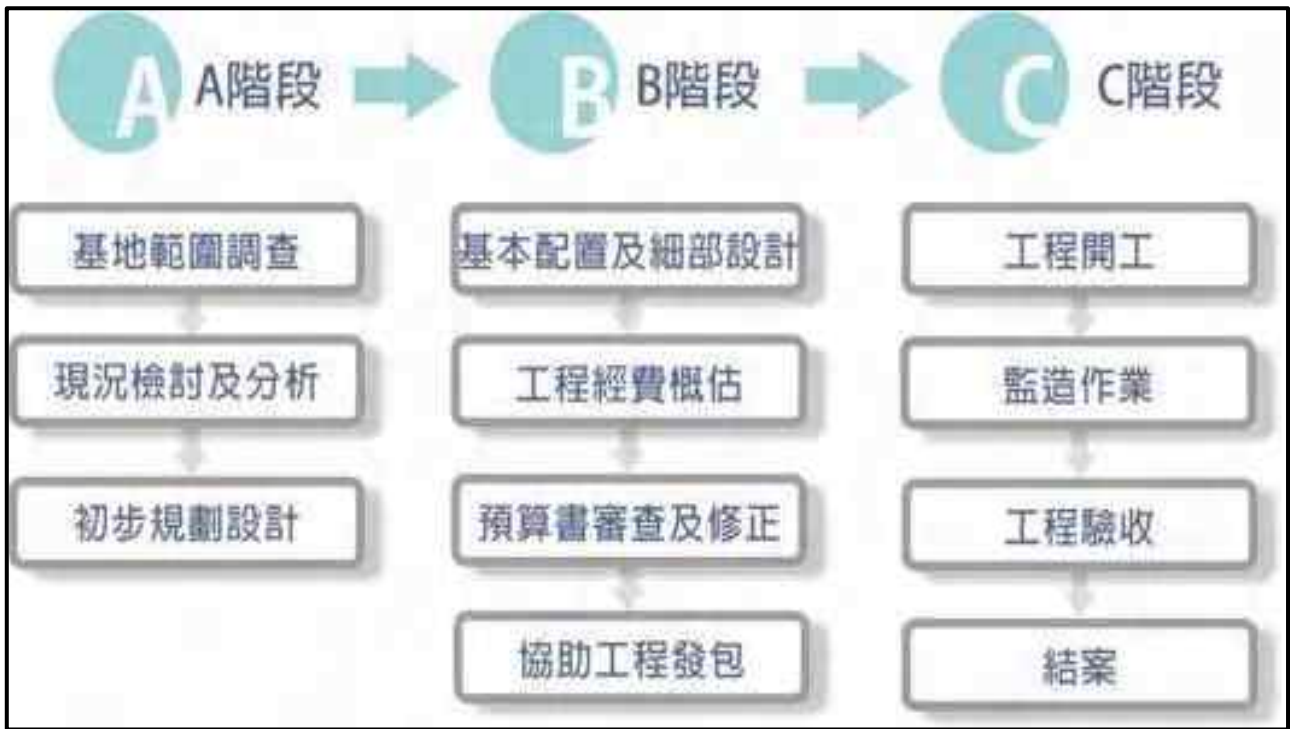 A A階段
B B階段
C C階段
基地範圍調查
現況檢討及分析
初步規劃設計
基本配置及細部設計
工程經費概估
預算書審查及修正
協助工程發包
工程開工
監造作業
工程驗收
結案